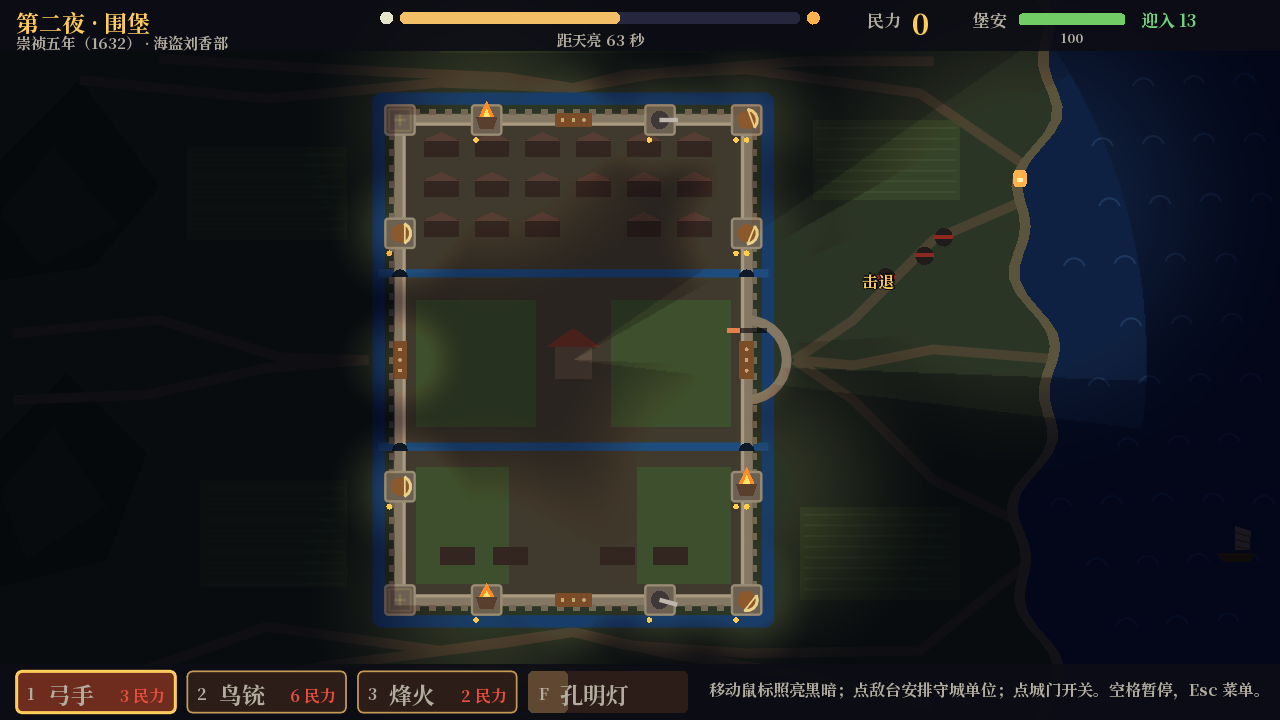 第二夜 · 围堡
崇祯五年（1632）· 海盗刘香部
距天亮 63 秒
民力 0
堡安
100
迎入 13
击退
1 弓手 3 民力
2 鸟铳 6 民力
3 烽火 2 民力
F 孔明灯
移动鼠标照亮黑暗；点敌台安排守城单位；点城门开关。空格暂停，Esc 菜单。